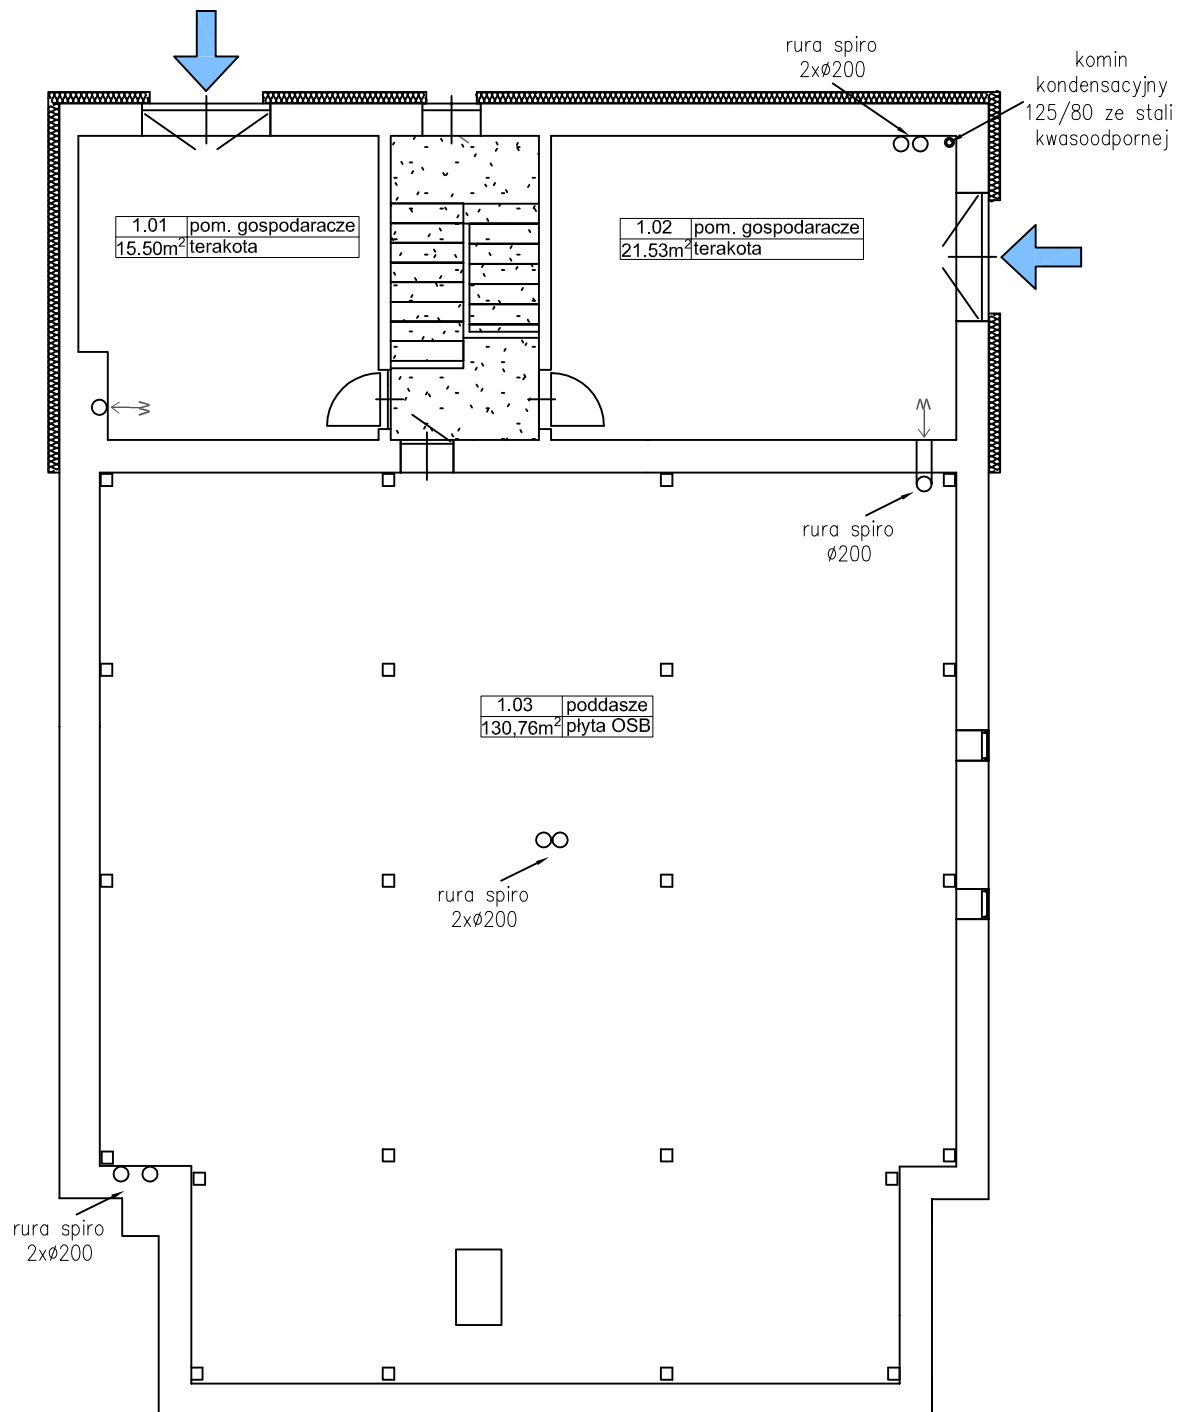 rura spiro
2xø200
komin
kondensacyjny
125/80 ze stali
kwasoodpornej
1.01 pom. gospodaracze
15.50m² terakota
1.02 pom. gospodaracze
21.53m² terakota
W
W
rura spiro
ø200
1.03 poddasze
130,76m² płyta OSB
rura spiro
2xø200
rura spiro
2xø200